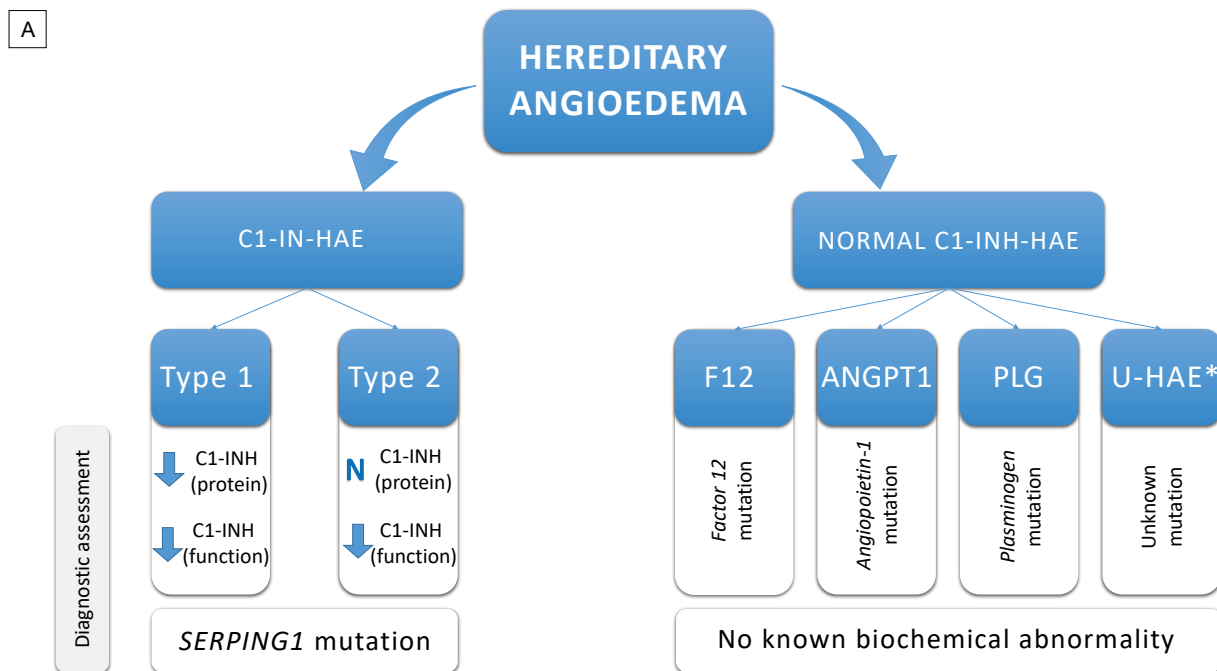 A
HEREDITARY
ANGIOEDEMA
C1-IN-HAE
NORMAL C1-INH-HAE
Type 1
Type 2
F12
ANGPT1
PLG
U-HAE*
Diagnostic assessment
C1-INH
(protein)
C1-INH
(function)
N
C1-INH
(protein)
C1-INH
(function)
Factor 12
mutation
Angiopoietin-1
mutation
Plasminogen
mutation
Unknown
mutation
SERPING1 mutation
No known biochemical abnormality